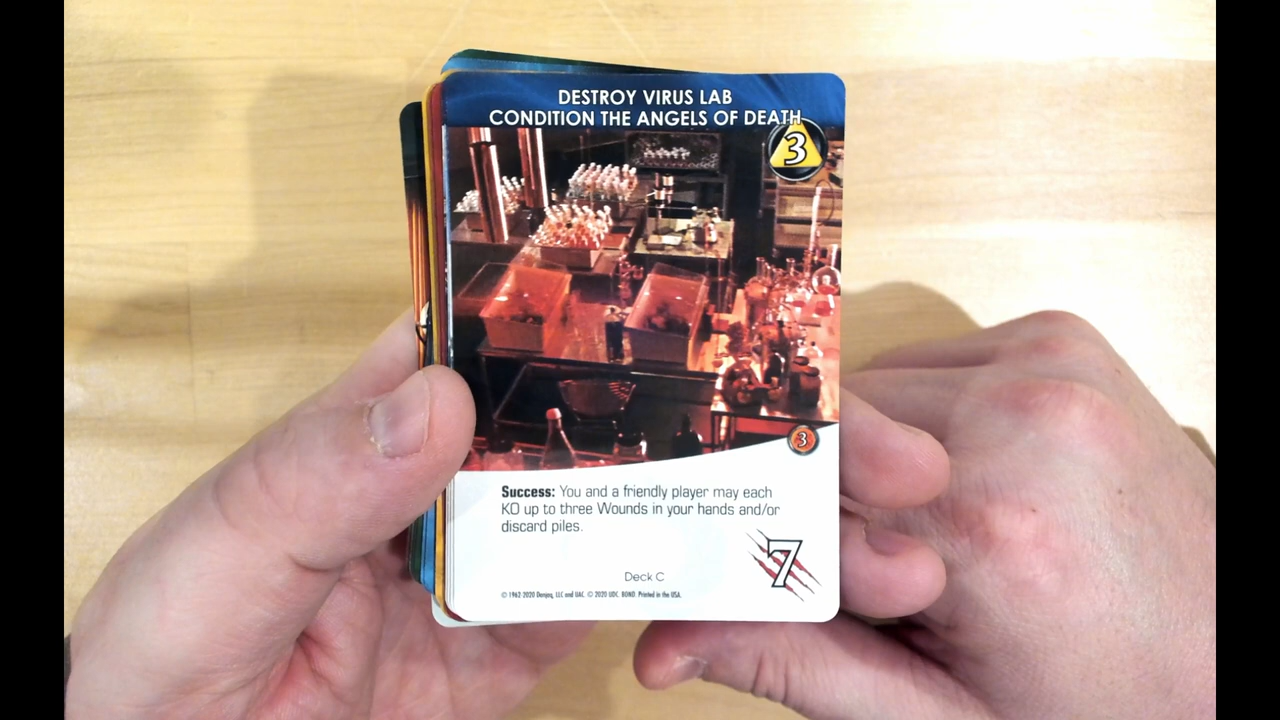 DESTROY VIRUS LAB
CONDITION THE ANGELS OF DEATH
3
3
Success: You and a friendly player may each
KO up to three Wounds in your hands and/or
discard piles.
7
Deck C
© 1962-2020 Danjaq, LLC and UAC. © 2020 UDC. BOND. Printed in the USA.